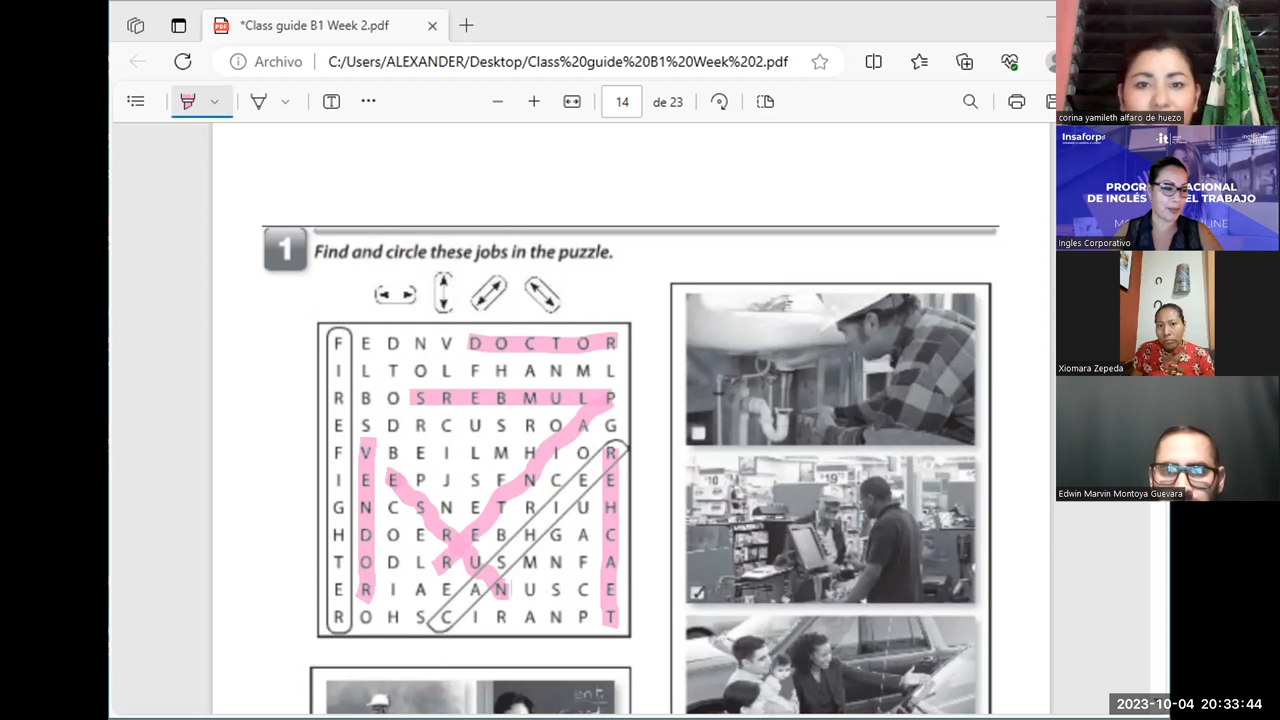 *Class guide B1 Week 2.pdf
Archivo
C:/Users/ALEXANDER/Desktop/Class%20guide%20B1%20Week%202.pdf
14
de 23
1
Find and circle these jobs in the puzzle.
F E D N V D O C T O R
I L T O L F H A N M L
R B O S R E B M U L P
E S D R C U S R O A G
F V B E I L M H I O R
I E E P J S F N C E E
G N C S N E T R I U H
H D O E R E B H G A C
T O D L R U S M N F A
E R I A E A N U S C E
R O H S C I R A N P T
corina yamileth alfaro de huezo
Insaforp
it
PROGR ACIONAL
DE INGLÉS EL TRABAJO
Ingles Corporativo
Xiomara Zepeda
Edwin Marvin Montoya Guevara
2023-10-04 20:33:44